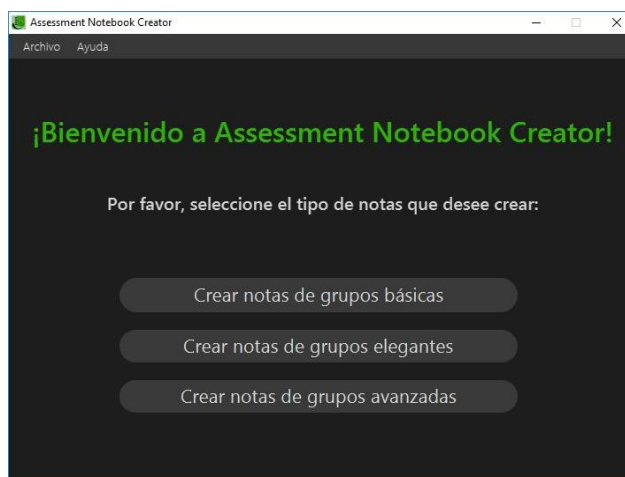 Assessment Notebook Creator
Archivo Ayuda
¡Bienvenido a Assessment Notebook Creator!
Por favor, seleccione el tipo de notas que desee crear:
Crear notas de grupos básicas
Crear notas de grupos elegantes
Crear notas de grupos avanzadas